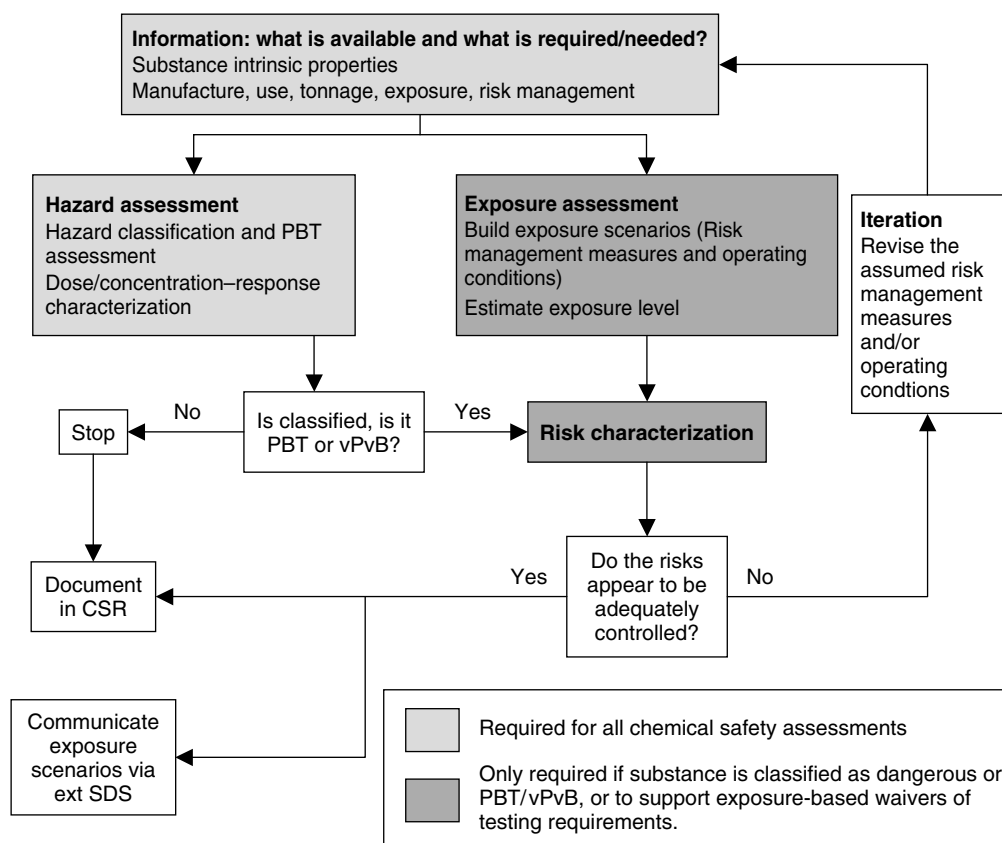 Information: what is available and what is required/needed?
Substance intrinsic properties
Manufacture, use, tonnage, exposure, risk management
Hazard assessment
Hazard classification and PBT
assessment
Dose/concentration–response
characterization
Exposure assessment
Build exposure scenarios (Risk
management measures and operating
conditions)
Estimate exposure level
Iteration
Revise the
assumed risk
management
measures
and/or
operating
condtions
Stop
No
Is classified, is it
PBT or vPvB?
Yes
Risk characterization
Document
in CSR
Yes
Do the risks
appear to be
adequately
controlled?
No
Communicate
exposure
scenarios via
ext SDS
Required for all chemical safety assessments
Only required if substance is classified as dangerous or
PBT/vPvB, or to support exposure-based waivers of
testing requirements.